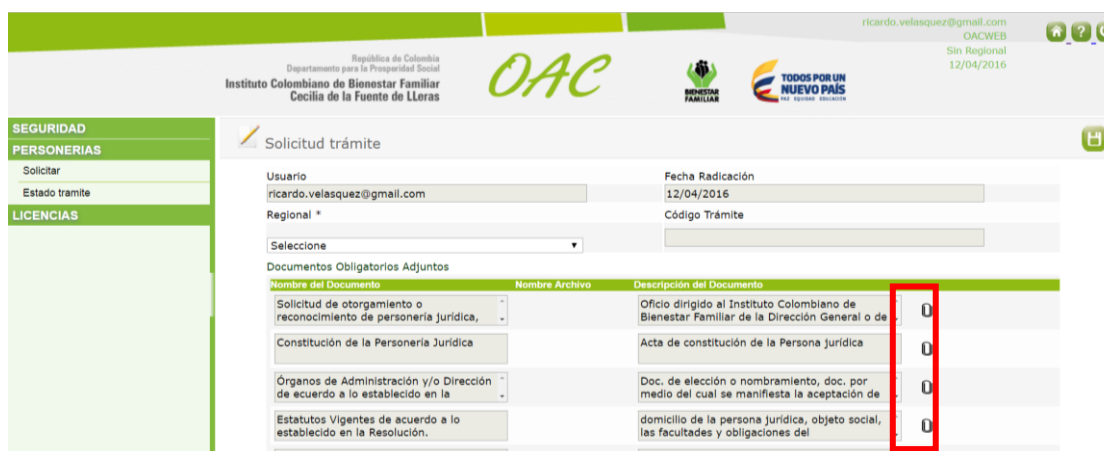 ricardo.velasquez@gmail.com
OACWEB
Sin Regional
12/04/2016
República de Colombia
Departamento para la Prosperidad Social
Instituto Colombiano de Bienestar Familiar
Cecilia de la Fuente de LLeras
OAC
BIENESTAR
FAMILIAR
TODOS POR UN
NUEVO PAÍS
PAZ EQUIDAD EDUCACIÓN
SEGURIDAD
PERSONERIAS
Solicitar
Estado tramite
LICENCIAS
Solicitud trámite
Usuario
Fecha Radicación
ricardo.velasquez@gmail.com
12/04/2016
Regional *
Código Trámite
Seleccione
Documentos Obligatorios Adjuntos
Nombre del Documento Nombre Archivo Descripción del Documento
Solicitud de otorgamiento o
reconocimiento de personería jurídica,
Oficio dirigido al Instituto Colombiano de
Bienestar Familiar de la Dirección General o de
Constitución de la Personería Jurídica
Acta de constitución de la Persona jurídica
Órganos de Administración y/o Dirección
de ecuerdo a lo establecido en la
Doc. de elección o nombramiento, doc. por
medio del cual se manifiesta la aceptación de
Estatutos Vigentes de acuerdo a lo
establecido en la Resolución.
domicilio de la persona jurídica, objeto social,
las facultades y obligaciones del